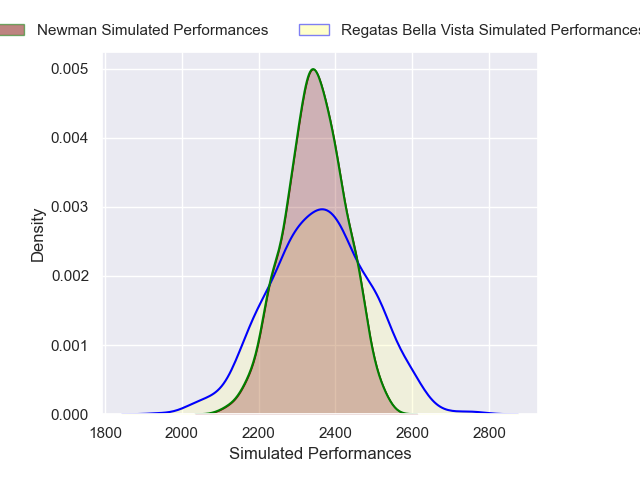 Newman Simulated Performances
Regatas Bella Vista Simulated Performances
0.005
0.004
0.003
0.002
0.001
0.000
Density
1800 2000 2200 2400 2600 2800
Simulated Performances